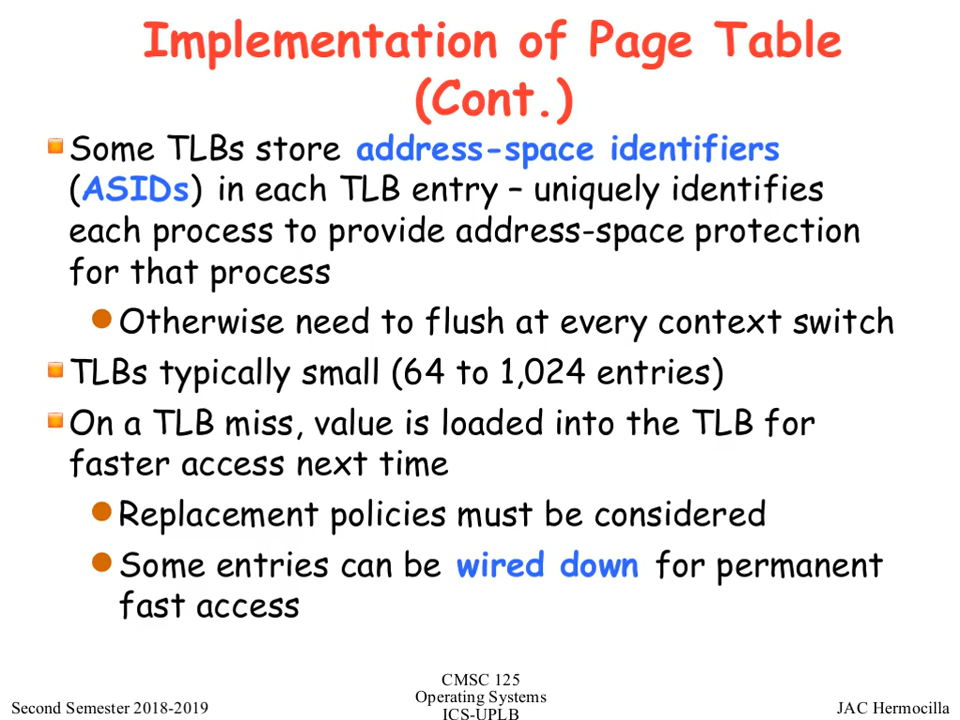 Implementation of Page Table
(Cont.)
Some TLBs store address-space identifiers
(ASIDs) in each TLB entry – uniquely identifies
each process to provide address-space protection
for that process
Otherwise need to flush at every context switch
TLBs typically small (64 to 1,024 entries)
On a TLB miss, value is loaded into the TLB for
faster access next time
Replacement policies must be considered
Some entries can be wired down for permanent
fast access
CMSC 125
Operating Systems
ICS-UPLB
Second Semester 2018-2019
JAC Hermocilla